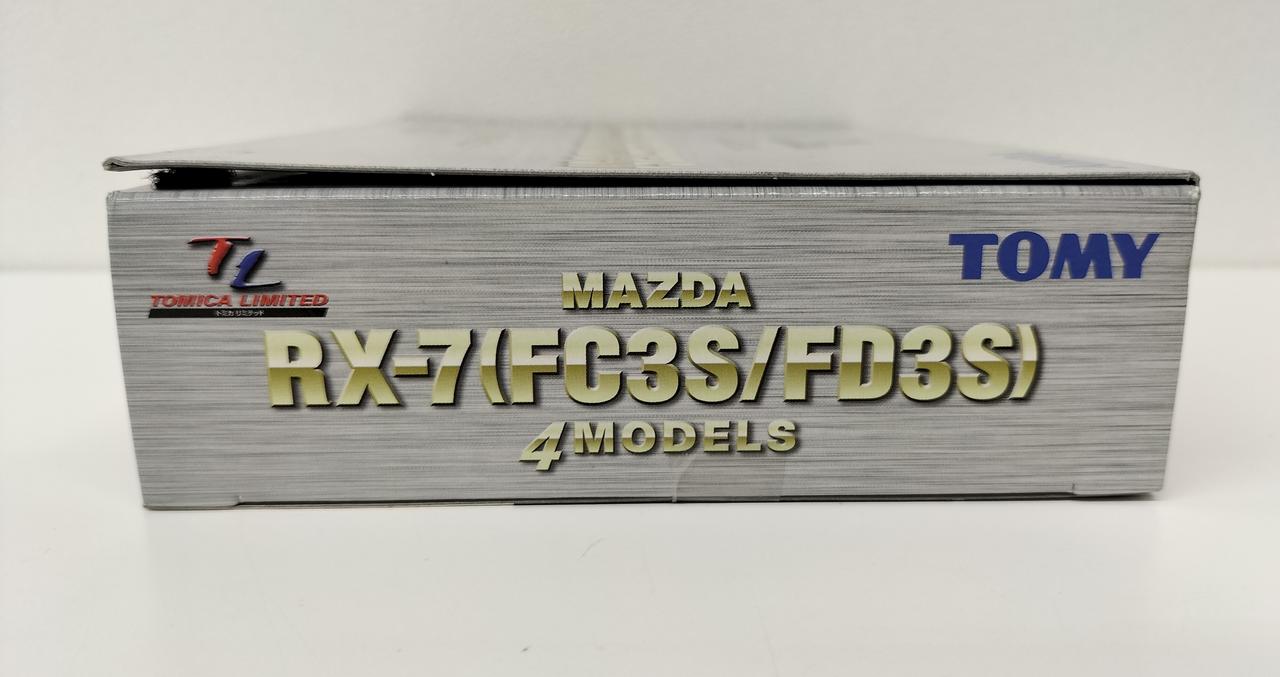 TL
TOMICA LIMITED
トミカ リミテッド
TOMY
MAZDA
RX-7(FC3S/FD3S)
4 MODELS